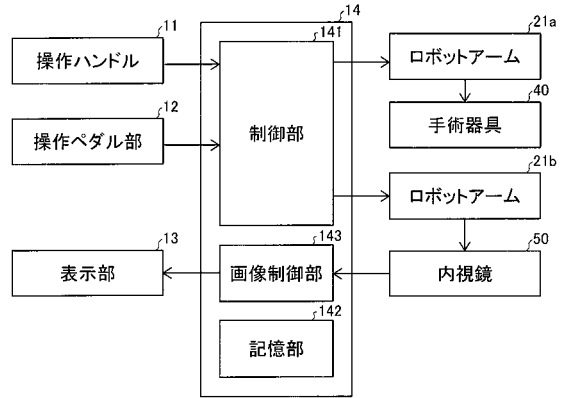 14
11
操作ハンドル
12
操作ペダル部
13
表示部
141
制御部
143
画像制御部
142
記憶部
21a
ロボットアーム
40
手術器具
21b
ロボットアーム
50
内視鏡